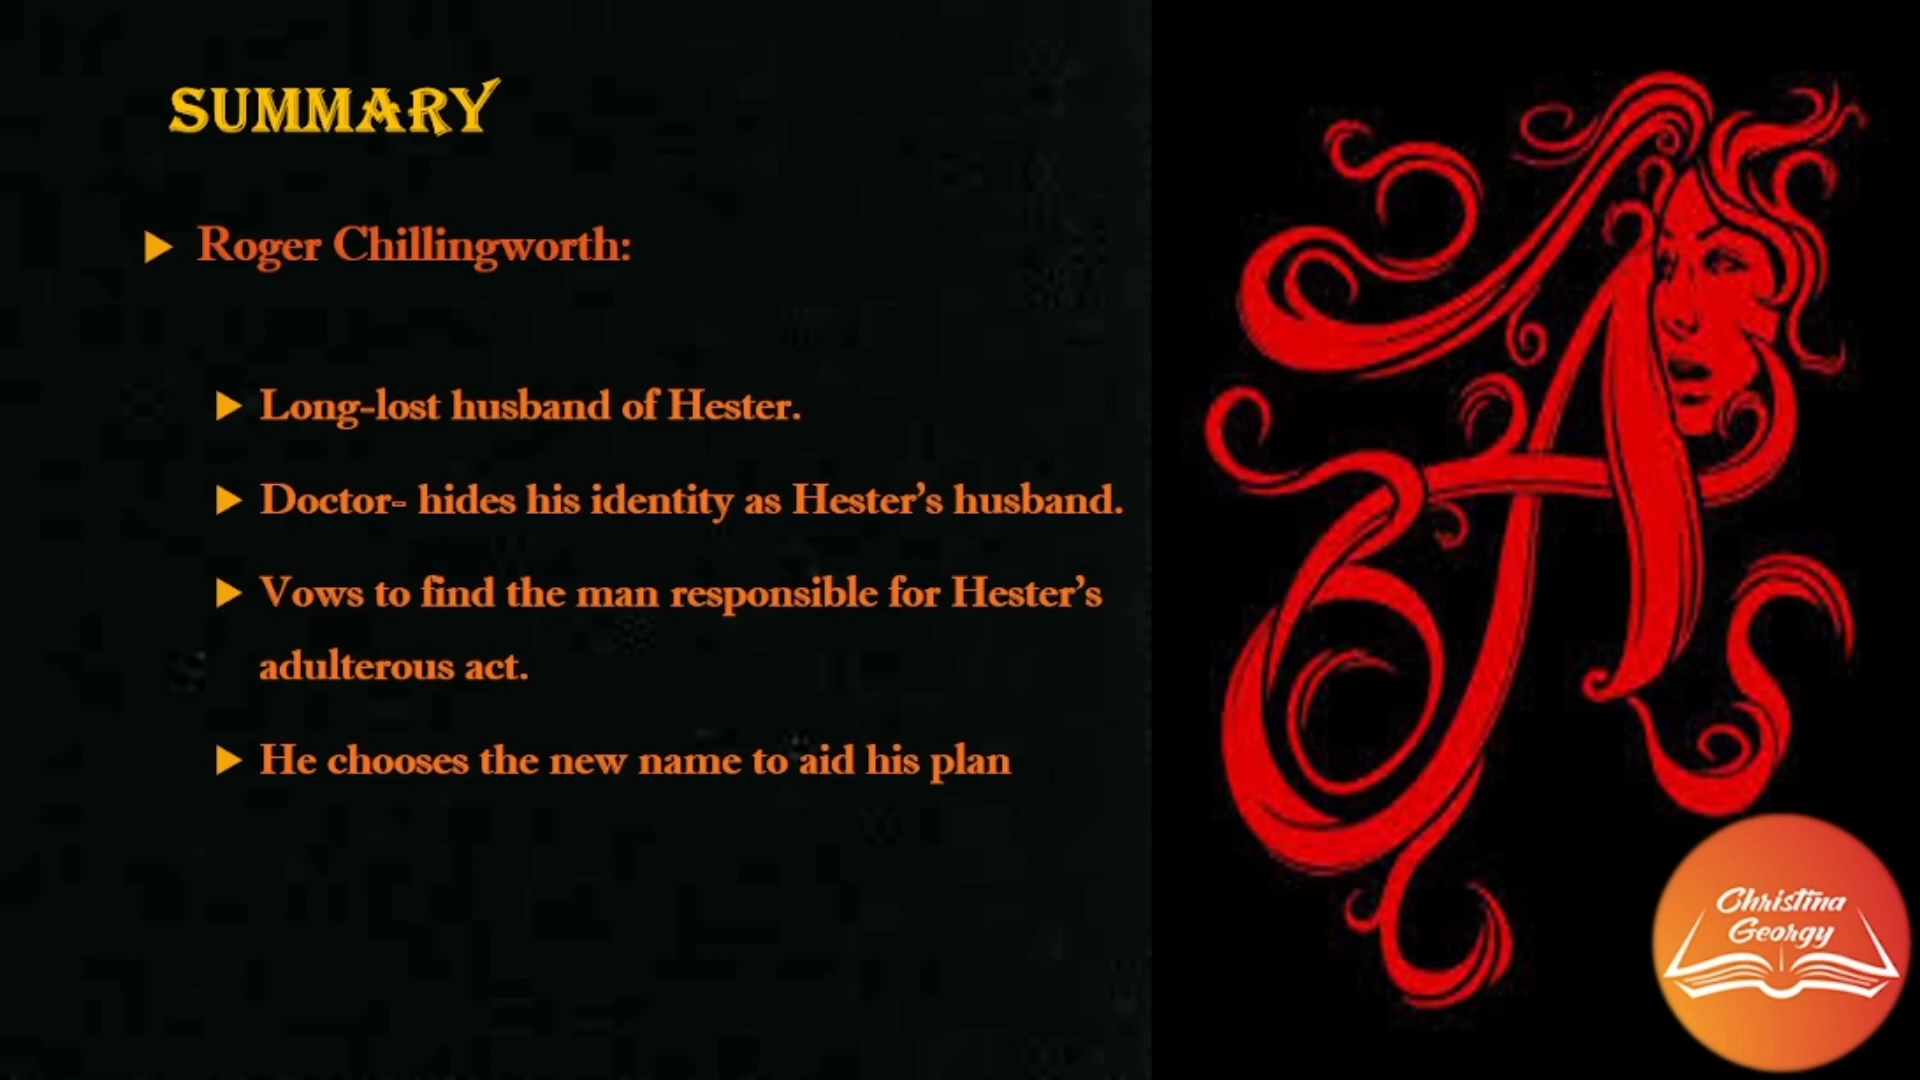 SUMMARY
Roger Chillingworth:
Long-lost husband of Hester.
Doctor- hides his identity as Hester’s husband.
Vows to find the man responsible for Hester’s
adulterous act.
He chooses the new name to aid his plan
A
Christina
Georgy